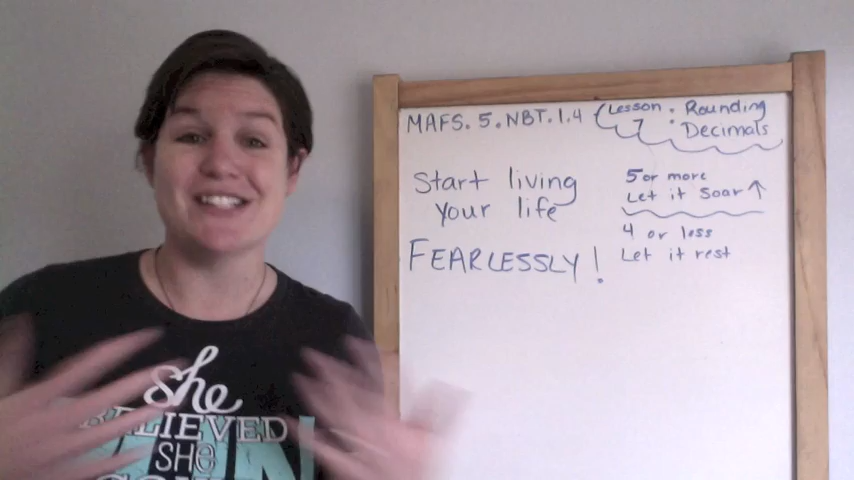 MAFS.5.NBT.1.4 Lesson 7 : Rounding Decimals
Start living
your life
FEARLESSLY!
5 or more
Let it Soar ↑
4 or less
Let it rest
she
BELIEVED
SHE